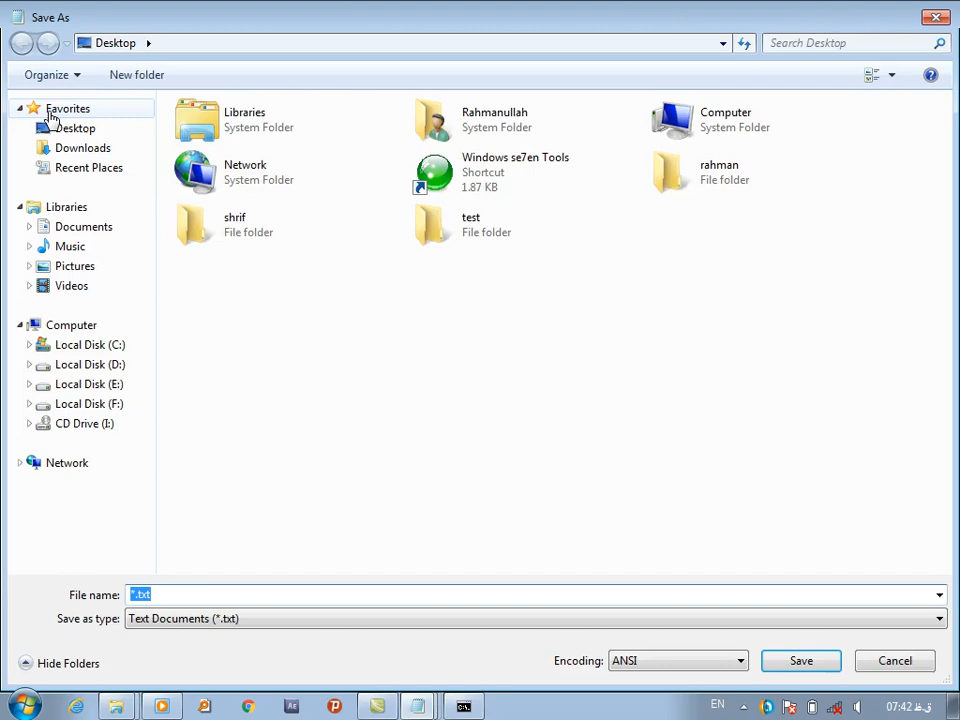 Save As
Desktop
Search Desktop
Organize
New folder
Favorites
Desktop
Downloads
Recent Places
Libraries
Documents
Music
Pictures
Videos
Computer
Local Disk (C:)
Local Disk (D:)
Local Disk (E:)
Local Disk (F:)
CD Drive (I:)
Network
Libraries
System Folder
Rahmanullah
System Folder
Computer
System Folder
Network
System Folder
Windows se7en Tools
Shortcut
1.87 KB
rahman
File folder
shrif
File folder
test
File folder
File name: *.txt
Save as type: Text Documents (*.txt)
Hide Folders
Encoding: ANSI
Save
Cancel
Ae
EN
07:42 ق.ظ